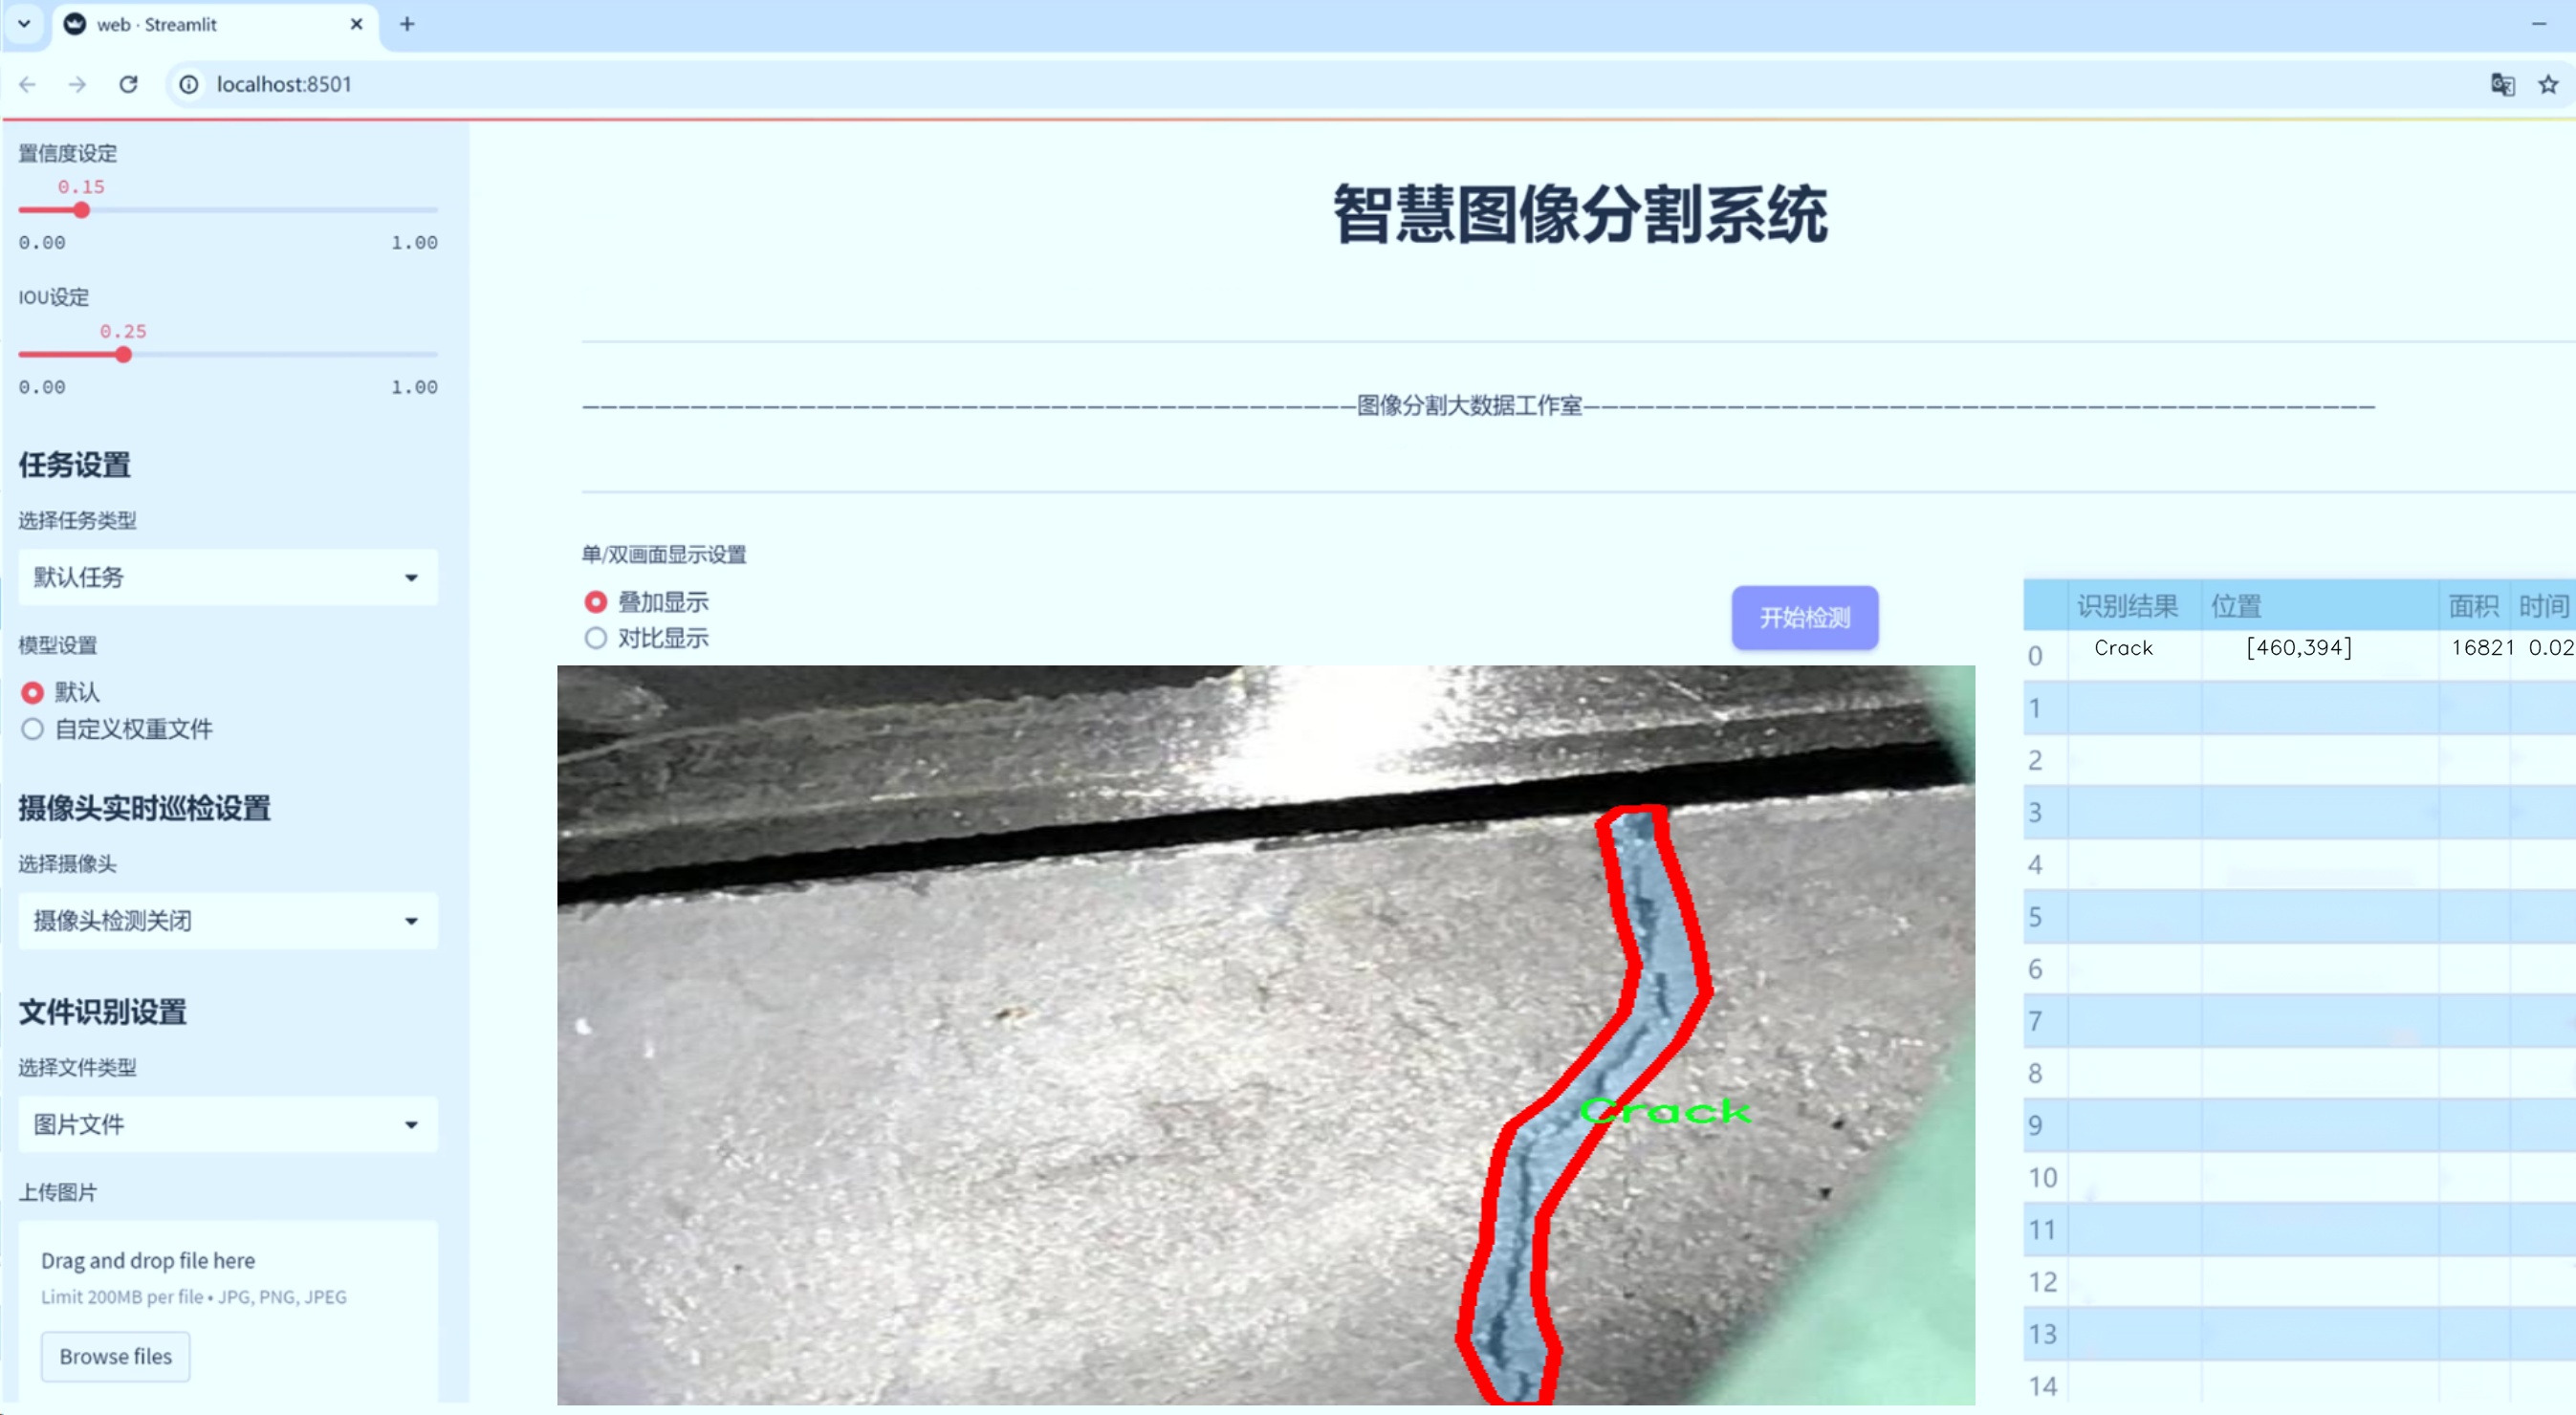 web · Streamlit
localhost:8501
置信度设定
0.15
0.00 1.00
IOU设定
0.25
0.00 1.00
任务设置
选择任务类型
默认任务
模型设置
默认
自定义权重文件
摄像头实时巡检设置
选择摄像头
摄像头检测关闭
文件识别设置
选择文件类型
图片文件
上传图片
Drag and drop file here
Limit 200MB per file • JPG, PNG, JPEG
Browse files
智慧图像分割系统
———————————————————————————————————————————图像分割大数据工作室————————————————————————————————————————————
单/双画面显示设置
叠加显示
对比显示
开始检测
Crack
识别结果 位置 面积 时间
0 Crack [460,394] 16821 0.02
1
2
3
4
5
6
7
8
9
10
11
12
13
14